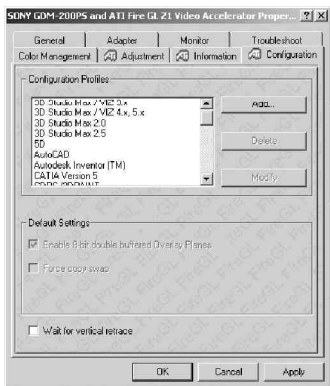 SONY GDM-200PS and ATI Fire GL Z1 Video Accelerator Proper... ? X
General Adapter Monitor Troubleshoot
Color Management Adjustment Information Configuration
Configuration Profiles
3D Studio Max / VIZ 3.x
3D Studio Max / VIZ 4.x, 5.x
3D Studio Max 2.0
3D Studio Max 2.5
5D
AutoCAD
Autodesk Inventor (TM)
CATIA Version 5
Add...
Delete
Modify
Default Settings
Enable 8-bit double buffered Overlay Planes
Force copy swap
Wait for vertical retrace
OK Cancel Apply